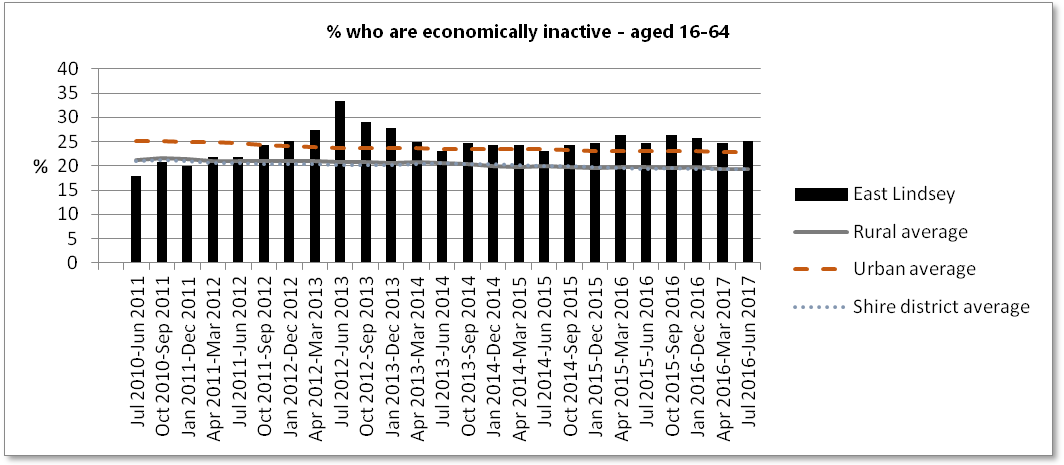 % who are economically inactive - aged 16-64
40
35
30
25
20
15
10
5
0
%
Jul 2010-Jun 2011
Oct 2010-Sep 2011
Jan 2011-Dec 2011
Apr 2011-Mar 2012
Jul 2011-Jun 2012
Oct 2011-Sep 2012
Jan 2012-Dec 2012
Apr 2012-Mar 2013
Jul 2012-Jun 2013
Oct 2012-Sep 2013
Jan 2013-Dec 2013
Apr 2013-Mar 2014
Jul 2013-Jun 2014
Oct 2013-Sep 2014
Jan 2014-Dec 2014
Apr 2014-Mar 2015
Jul 2014-Jun 2015
Oct 2014-Sep 2015
Jan 2015-Dec 2015
Apr 2015-Mar 2016
Jul 2015-Jun 2016
Oct 2015-Sep 2016
Jan 2016-Dec 2016
Apr 2016-Mar 2017
Jul 2016-Jun 2017
East Lindsey
Rural average
Urban average
Shire district average